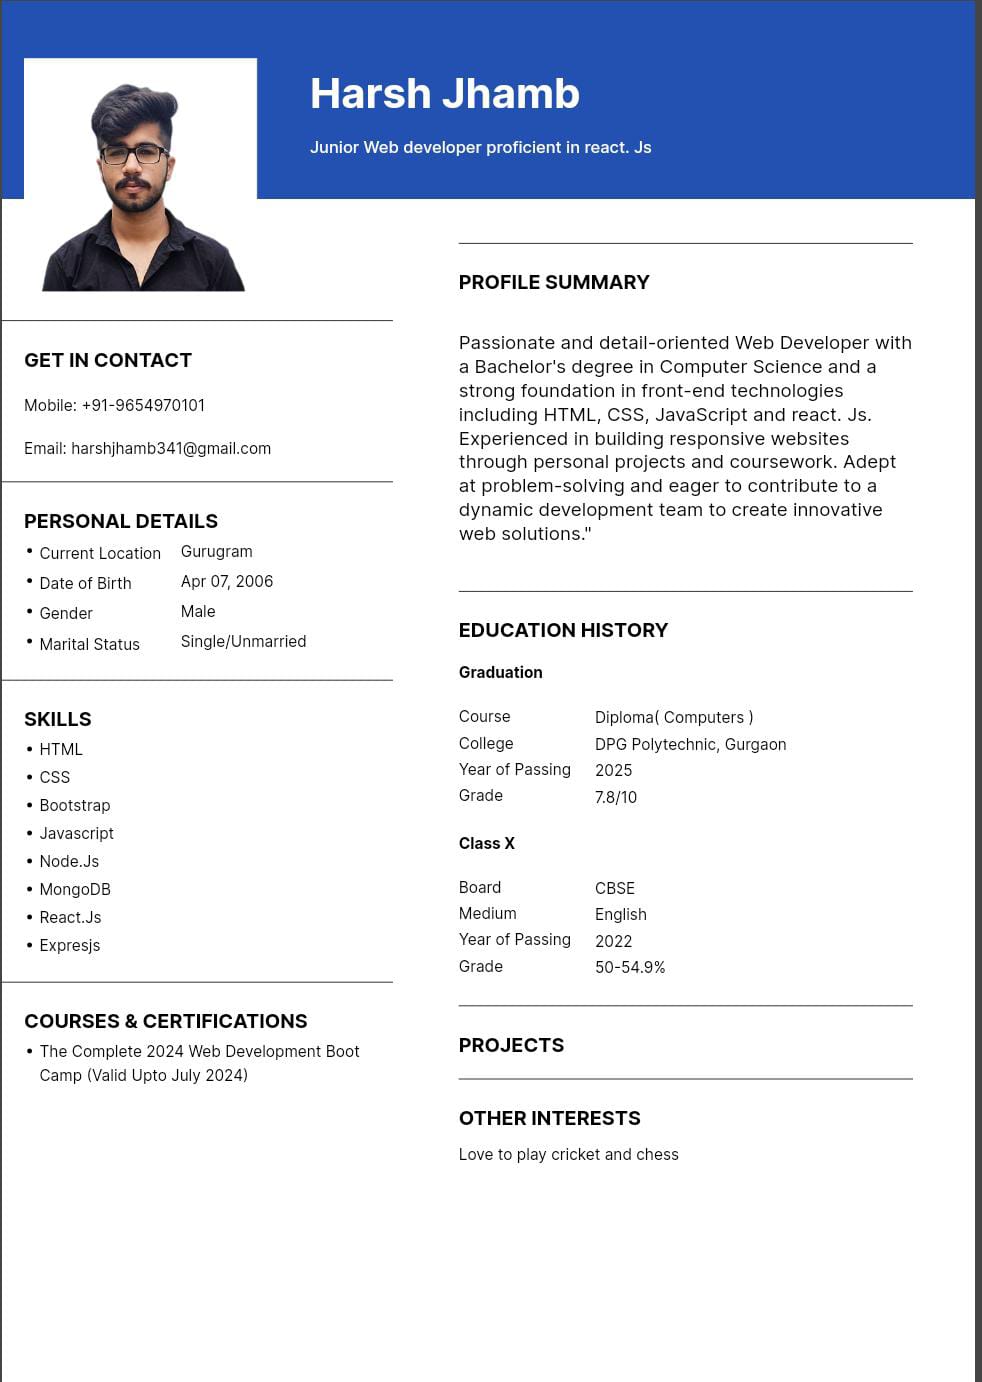 Harsh Jhamb
Junior Web developer proficient in react. Js
GET IN CONTACT
Mobile: +91-9654970101
Email: harshjhamb341@gmail.com
PERSONAL DETAILS
• Current Location Gurugram
• Date of Birth Apr 07, 2006
• Gender Male
• Marital Status Single/Unmarried
SKILLS
• HTML
• CSS
• Bootstrap
• Javascript
• Node.Js
• MongoDB
• React.Js
• Expresjs
COURSES & CERTIFICATIONS
• The Complete 2024 Web Development Boot
Camp (Valid Upto July 2024)
PROFILE SUMMARY
Passionate and detail-oriented Web Developer with
a Bachelor's degree in Computer Science and a
strong foundation in front-end technologies
including HTML, CSS, JavaScript and react. Js.
Experienced in building responsive websites
through personal projects and coursework. Adept
at problem-solving and eager to contribute to a
dynamic development team to create innovative
web solutions."
EDUCATION HISTORY
Graduation
Course Diploma( Computers )
College DPG Polytechnic, Gurgaon
Year of Passing 2025
Grade 7.8/10
Class X
Board CBSE
Medium English
Year of Passing 2022
Grade 50-54.9%
PROJECTS
OTHER INTERESTS
Love to play cricket and chess